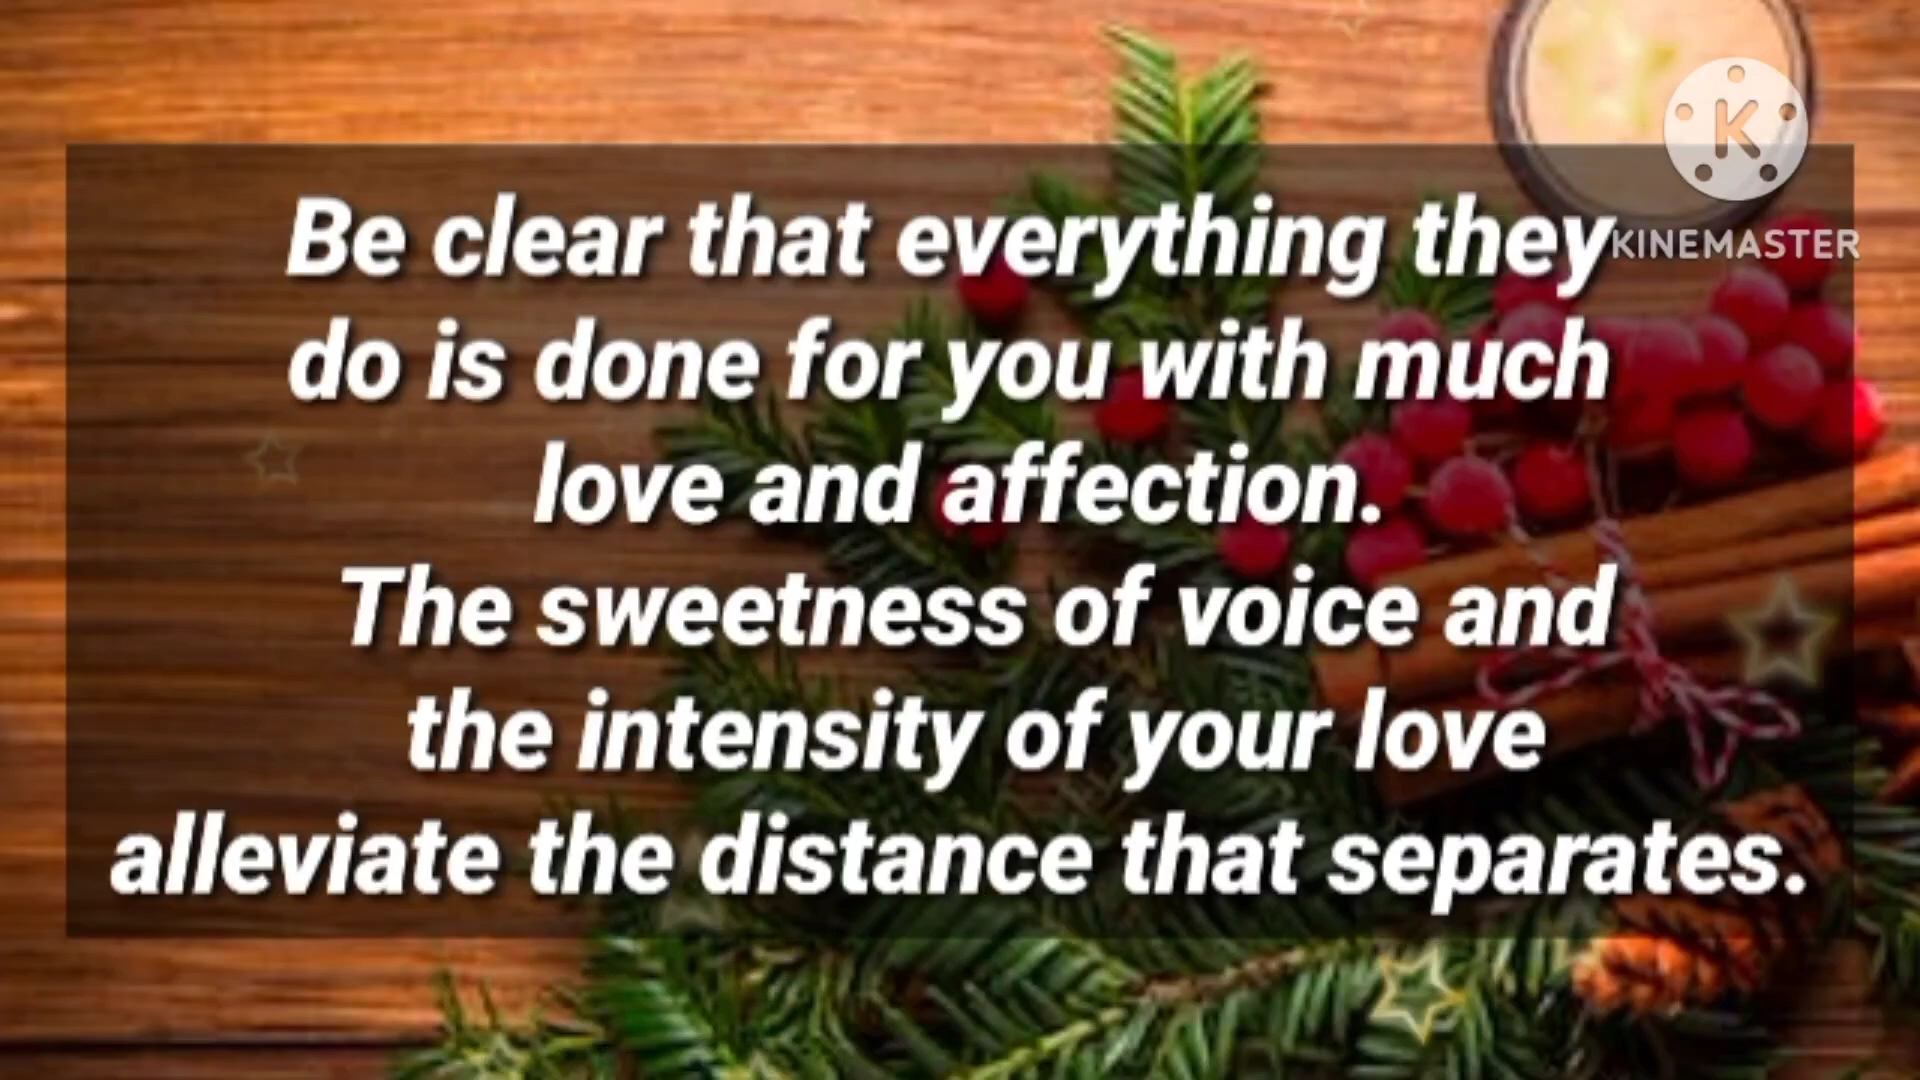 Be clear that everything they
do is done for you with much
love and affection.
The sweetness of voice and
the intensity of your love
alleviate the distance that separates.
K
KINEMASTER